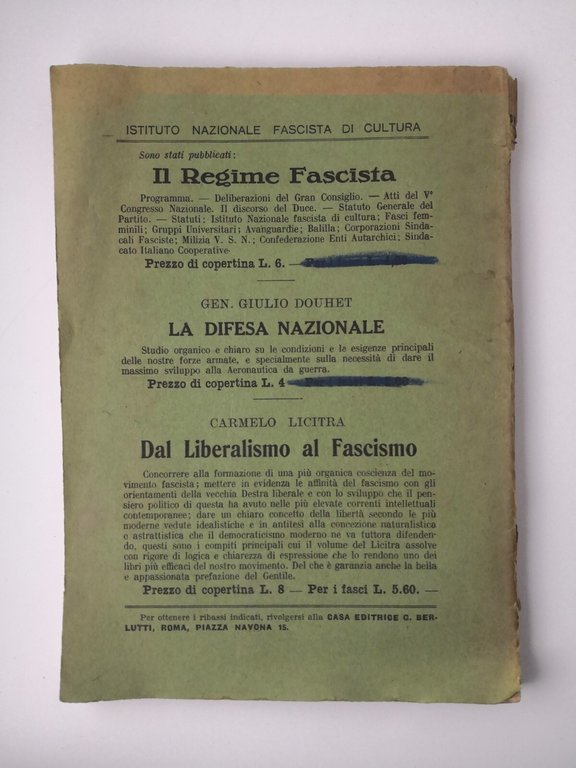 ISTITUTO NAZIONALE FASCISTA DI CULTURA
Sono stati pubblicati:
Il Regime Fascista
Programma. — Deliberazioni del Gran Consiglio. — Atti del V°
Congresso Nazionale. Il discorso del Duce. — Statuto Generale del
Partito. — Statuti; Istituto Nazionale fascista di cultura; Fasci fem-
minili; Gruppi Universitari; Avanguardie; Balilla; Corporazioni Sinda-
cali Fasciste; Milizia V. S. N.; Confederazione Enti Autarchici; Sinda-
cato Italiano Cooperative.
Prezzo di copertina L. 6. —
GEN. GIULIO DOUHET
LA DIFESA NAZIONALE
Studio organico e chiaro su le condizioni e le esigenze principali
delle nostre forze armate, e specialmente sulla necessità di dare il
massimo sviluppo alla Aeronautica da guerra.
Prezzo di copertina L. 4
CARMELO LICITRA
Dal Liberalismo al Fascismo
Concorrere alla formazione di una più organica coscienza del mo-
vimento fascista; mettere in evidenza le affinità del fascismo con gli
orientamenti della vecchia Destra liberale e con lo sviluppo che il pen-
siero politico di questa ha avuto nelle più elevate correnti intellettuali
contemporanee; dare un chiaro concetto della libertà secondo le più
moderne vedute idealistiche e in antitesi alla concezione naturalistica
e astrattistica che il democraticismo moderno ne va tuttora difenden-
do, questi sono i compiti principali cui il volume del Licitra assolve
con rigore di logica e chiarezza di espressione che lo rendono uno dei
libri più efficaci del nostro movimento. Del che è garanzia anche la bella
e appassionata prefazione del Gentile.
Prezzo di copertina L. 8 — Per i fasci L. 5.60. —
Per ottenere i ribassi indicati, rivolgersi alla CASA EDITRICE C. BER-
LUTTI, ROMA, PIAZZA NAVONA 15.